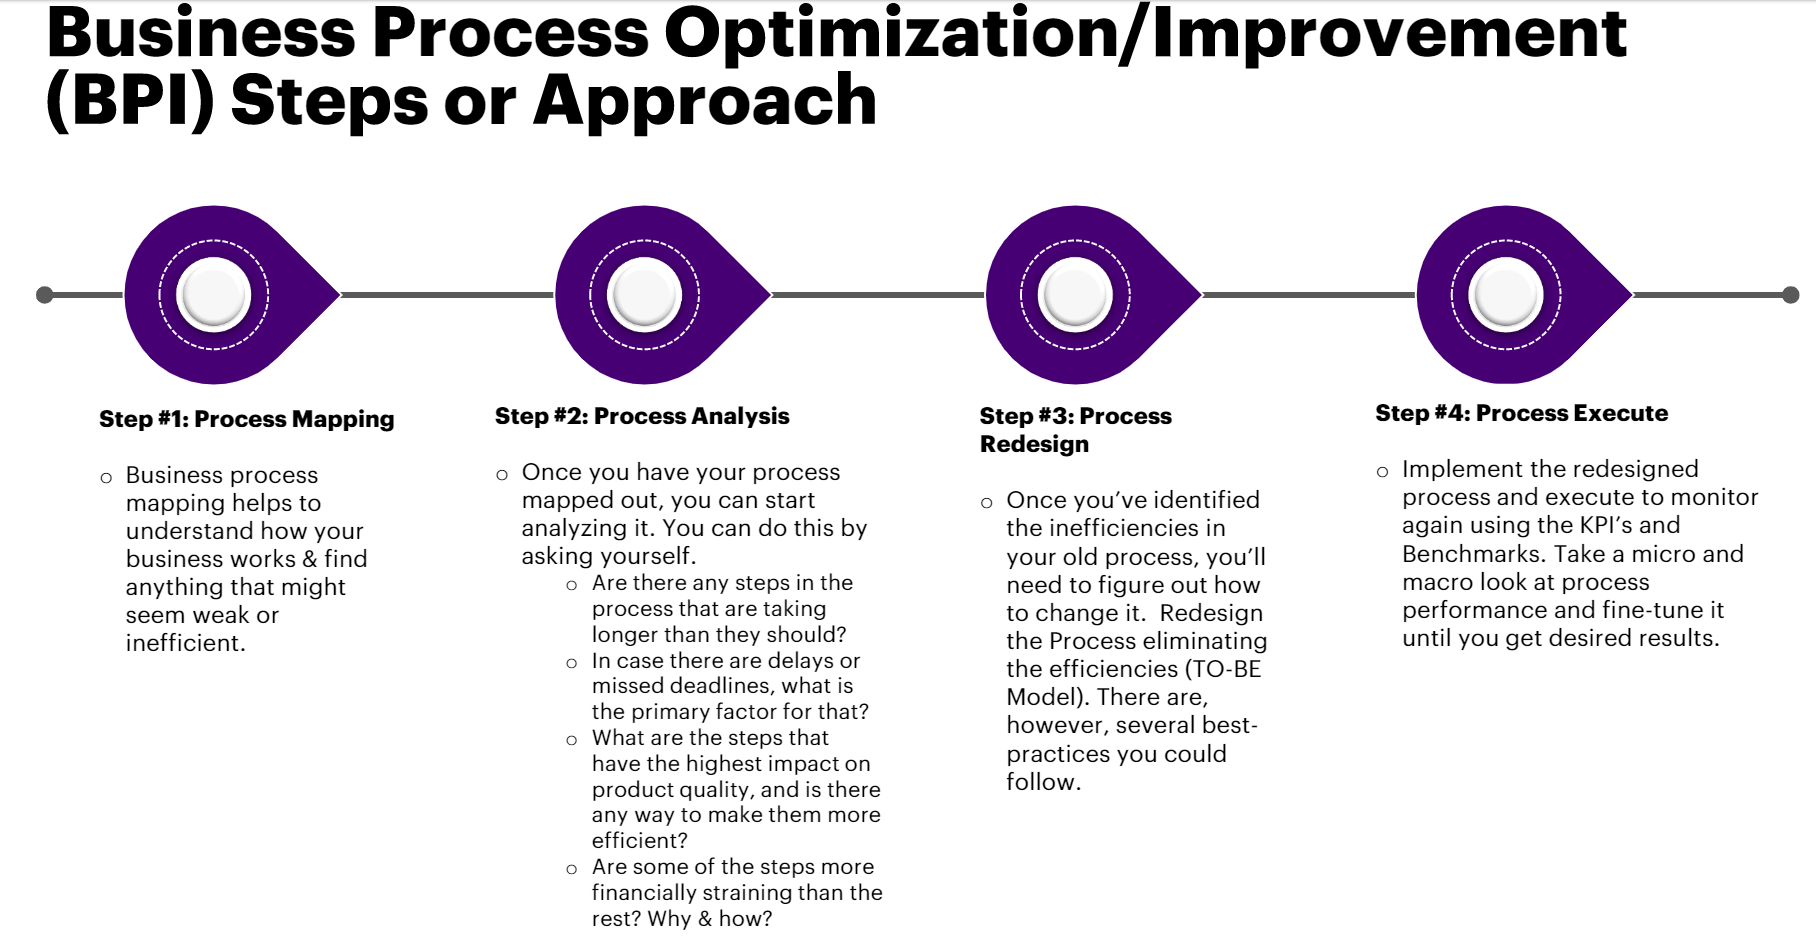 Business Process Optimization/Improvement
(BPI) Steps or Approach
Step #1: Process Mapping
○ Business process
mapping helps to
understand how your
business works & find
anything that might
seem weak or
inefficient.
Step #2: Process Analysis
○ Once you have your process
mapped out, you can start
analyzing it. You can do this by
asking yourself.
○ Are there any steps in the
process that are taking
longer than they should?
○ In case there are delays or
missed deadlines, what is
the primary factor for that?
○ What are the steps that
have the highest impact on
product quality, and is there
any way to make them more
efficient?
○ Are some of the steps more
financially straining than the
rest? Why & how?
Step #3: Process
Redesign
○ Once you’ve identified
the inefficiencies in
your old process, you’ll
need to figure out how
to change it.  Redesign
the Process eliminating
the efficiencies (TO-BE
Model). There are,
however, several best-
practices you could
follow.
Step #4: Process Execute
○ Implement the redesigned
process and execute to monitor
again using the KPI’s and
Benchmarks. Take a micro and
macro look at process
performance and fine-tune it
until you get desired results.